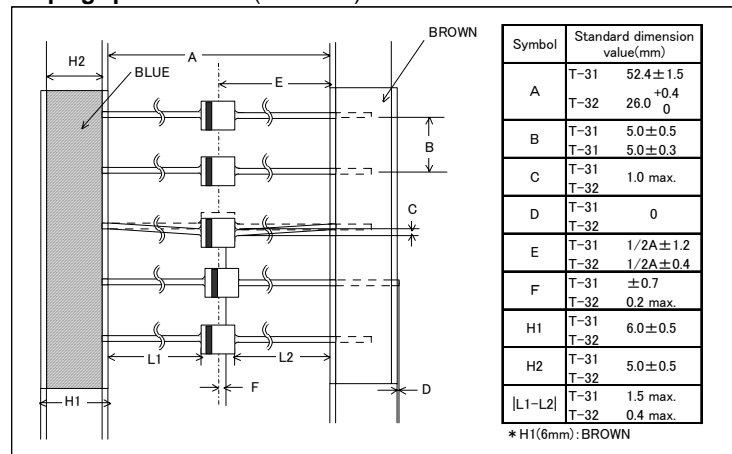 BROWN
H2
A
BLUE
E
B
C
L1
L2
F
D
H1
Symbol Standard dimension value(mm)
A T-31 52.4±1.5
T-32 26.0 +0.4 0
B T-31 5.0±0.5
T-31 5.0±0.3
C T-31 T-32 1.0 max.
D T-31 T-32 0
E T-31 1/2A±1.2
T-32 1/2A±0.4
F T-31 ±0.7
T-32 0.2 max.
H1 T-31 T-32 6.0±0.5
H2 T-31 T-32 5.0±0.5
|L1-L2| T-31 1.5 max.
T-32 0.4 max.
*H1(6mm):BROWN